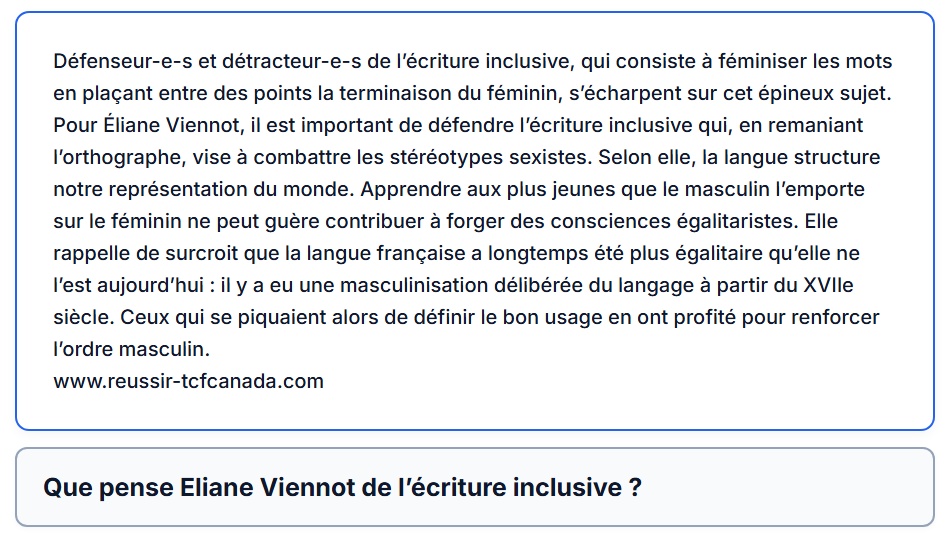 Défenseur-e-s et détracteur-e-s de l’écriture inclusive, qui consiste à féminiser les mots
en plaçant entre des points la terminaison du féminin, s’écharpent sur cet épineux sujet.
Pour Éliane Viennot, il est important de défendre l’écriture inclusive qui, en remaniant
l’orthographe, vise à combattre les stéréotypes sexistes. Selon elle, la langue structure
notre représentation du monde. Apprendre aux plus jeunes que le masculin l’emporte
sur le féminin ne peut guère contribuer à forger des consciences égalitaristes. Elle
rappelle de surcroit que la langue française a longtemps été plus égalitaire qu’elle ne
l’est aujourd’hui : il y a eu une masculinisation délibérée du langage à partir du XVIIe
siècle. Ceux qui se piquaient alors de définir le bon usage en ont profité pour renforcer
l’ordre masculin.
www.reussir-tcfcanada.com
Que pense Eliane Viennot de l’écriture inclusive ?